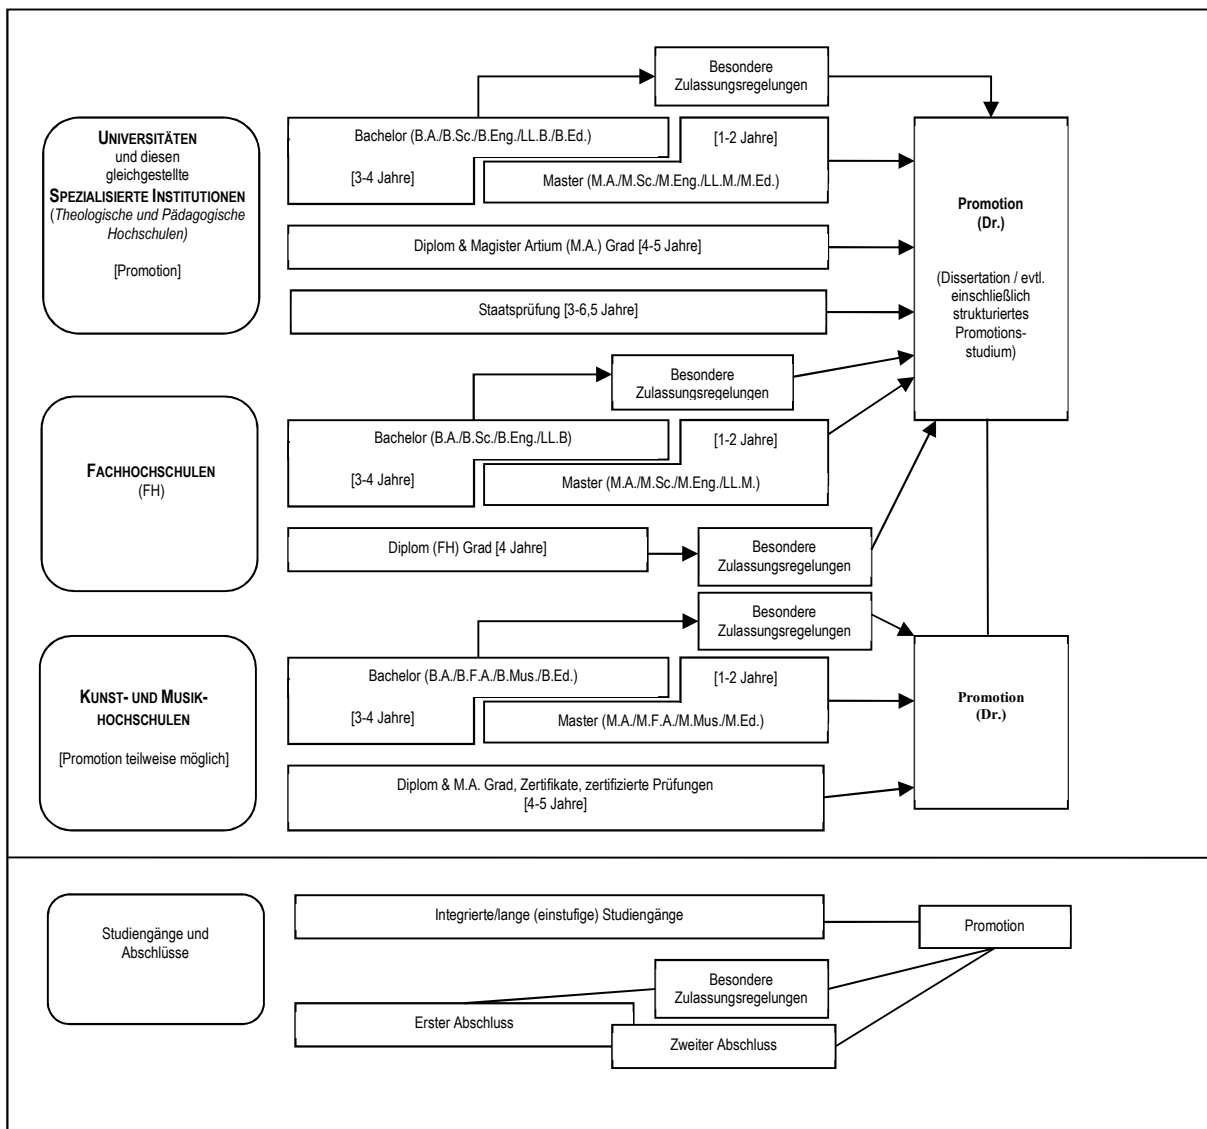 Besondere
Zulassungsregelungen
UNIVERSITÄTEN
und diesen
gleichgestellte
SPEZIALISIERTE INSTITUTIONEN
(Theologische und Pädagogische
Hochschulen)
[Promotion]
Bachelor (B.A./B.Sc./B.Eng./LL.B./B.Ed.)
[1-2 Jahre]
[3-4 Jahre]
Master (M.A./M.Sc./M.Eng./LL.M./M.Ed.)
Diplom & Magister Artium (M.A.) Grad [4-5 Jahre]
Staatsprüfung [3-6,5 Jahre]
Promotion
(Dr.)
(Dissertation / evtl.
einschließlich
strukturiertes
Promotions-
studium)
Besondere
Zulassungsregelungen
FACHHOCHSCHULEN
(FH)
Bachelor (B.A./B.Sc./B.Eng./LL.B)
[1-2 Jahre]
[3-4 Jahre]
Master (M.A./M.Sc./M.Eng./LL.M.)
Diplom (FH) Grad [4 Jahre]
Besondere
Zulassungsregelungen
Besondere
Zulassungsregelungen
KUNST- UND MUSIK-
HOCHSCHULEN
[Promotion teilweise möglich]
Bachelor (B.A./B.F.A./B.Mus./B.Ed.)
[1-2 Jahre]
[3-4 Jahre]
Master (M.A./M.F.A./M.Mus./M.Ed.)
Diplom & M.A. Grad, Zertifikate, zertifizierte Prüfungen
[4-5 Jahre]
Promotion
(Dr.)
Studiengänge und
Abschlüsse
Integrierte/lange (einstufige) Studiengänge
Promotion
Besondere
Zulassungsregelungen
Erster Abschluss
Zweiter Abschluss